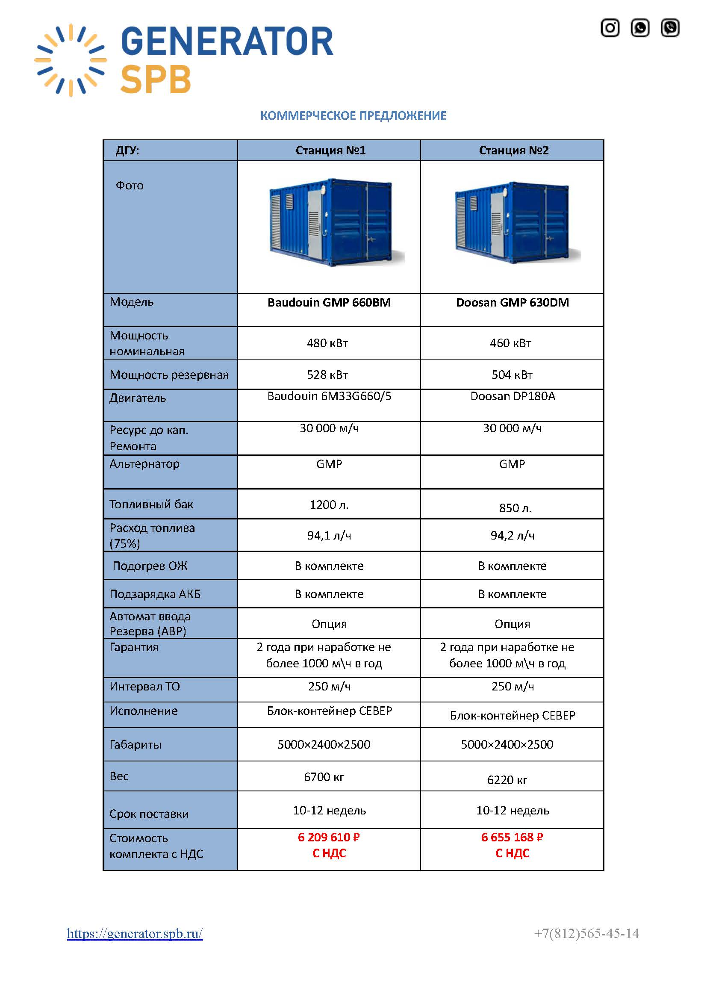 GENERATOR
SPB
КОММЕРЧЕСКОЕ ПРЕДЛОЖЕНИЕ
ДГУ: Станция №1 Станция №2
Фото
Модель Baudouin GMP 660BM Doosan GMP 630DM
Мощность
номинальная 480 кВт 460 кВт
Мощность резервная 528 кВт 504 кВт
Двигатель Baudouin 6M33G660/5 Doosan DP180A
Ресурс до кап.
Ремонта 30 000 м/ч 30 000 м/ч
Альтернатор GMP GMP
Топливный бак 1200 л. 850 л.
Расход топлива
(75%) 94,1 л/ч 94,2 л/ч
Подогрев ОЖ В комплекте В комплекте
Подзарядка АКБ В комплекте В комплекте
Автомат ввода
Резерва (АВР) Опция Опция
Гарантия 2 года при наработке не 2 года при наработке не
более 1000 м\ч в год более 1000 м\ч в год
Интервал ТО 250 м/ч 250 м/ч
Исполнение Блок-контейнер СЕВЕР Блок-контейнер СЕВЕР
Габариты 5000×2400×2500 5000×2400×2500
Вес 6700 кг 6220 кг
Срок поставки 10-12 недель 10-12 недель
Стоимость 6 209 610 ₽ 6 655 168 ₽
комплекта с НДС С НДС С НДС
https://generator.spb.ru/ +7(812)565-45-14